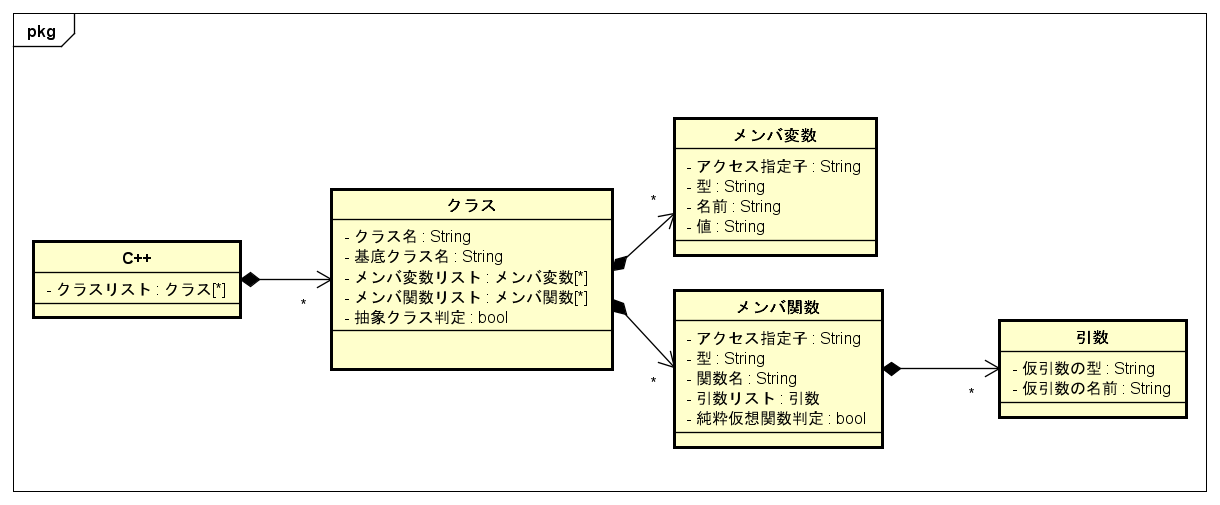 pkg
C++
- クラスリスト : クラス[*]
*
クラス
- クラス名 : String
- 基底クラス名 : String
- メンバ変数リスト : メンバ変数[*]
- メンバ関数リスト : メンバ関数[*]
- 抽象クラス判定 : bool
*
メンバ変数
- アクセス指定子 : String
- 型 : String
- 名前 : String
- 値 : String
*
メンバ関数
- アクセス指定子 : String
- 型 : String
- 関数名 : String
- 引数リスト : 引数
- 純粋仮想関数判定 : bool
*
引数
- 仮引数の型 : String
- 仮引数の名前 : String